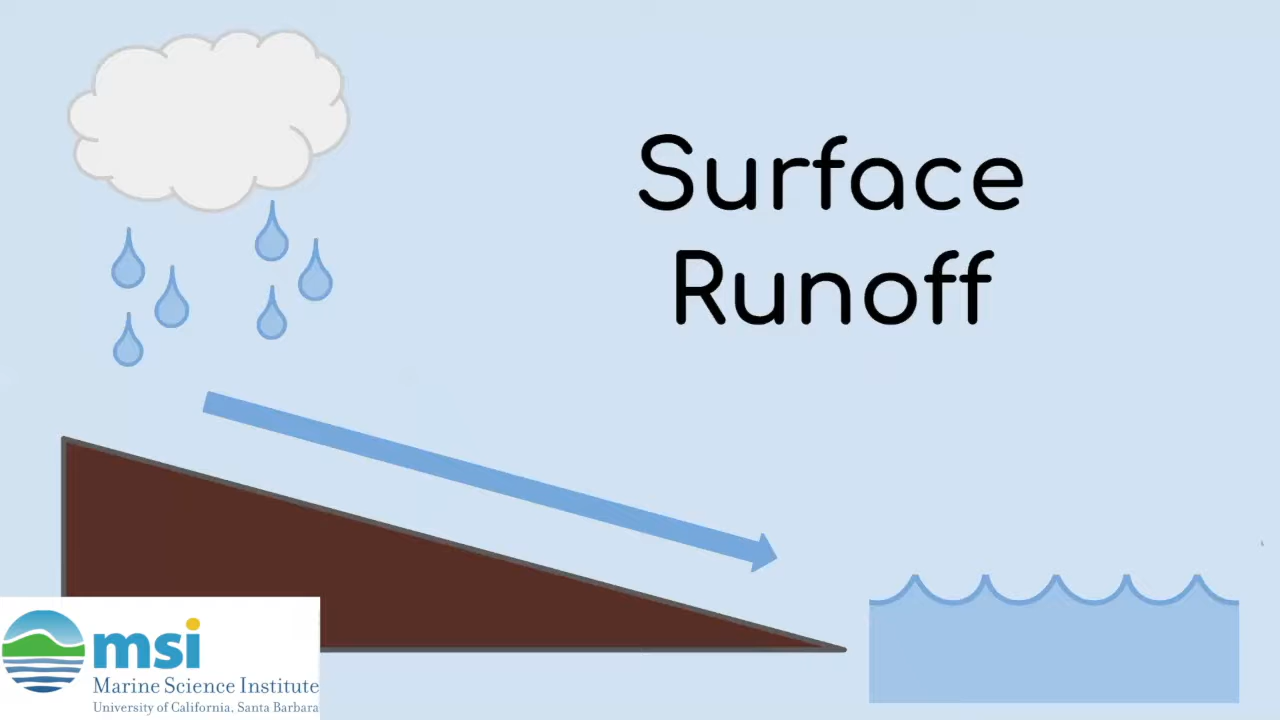 Surface
Runoff
msi
Marine Science Institute
University of California, Santa Barbara